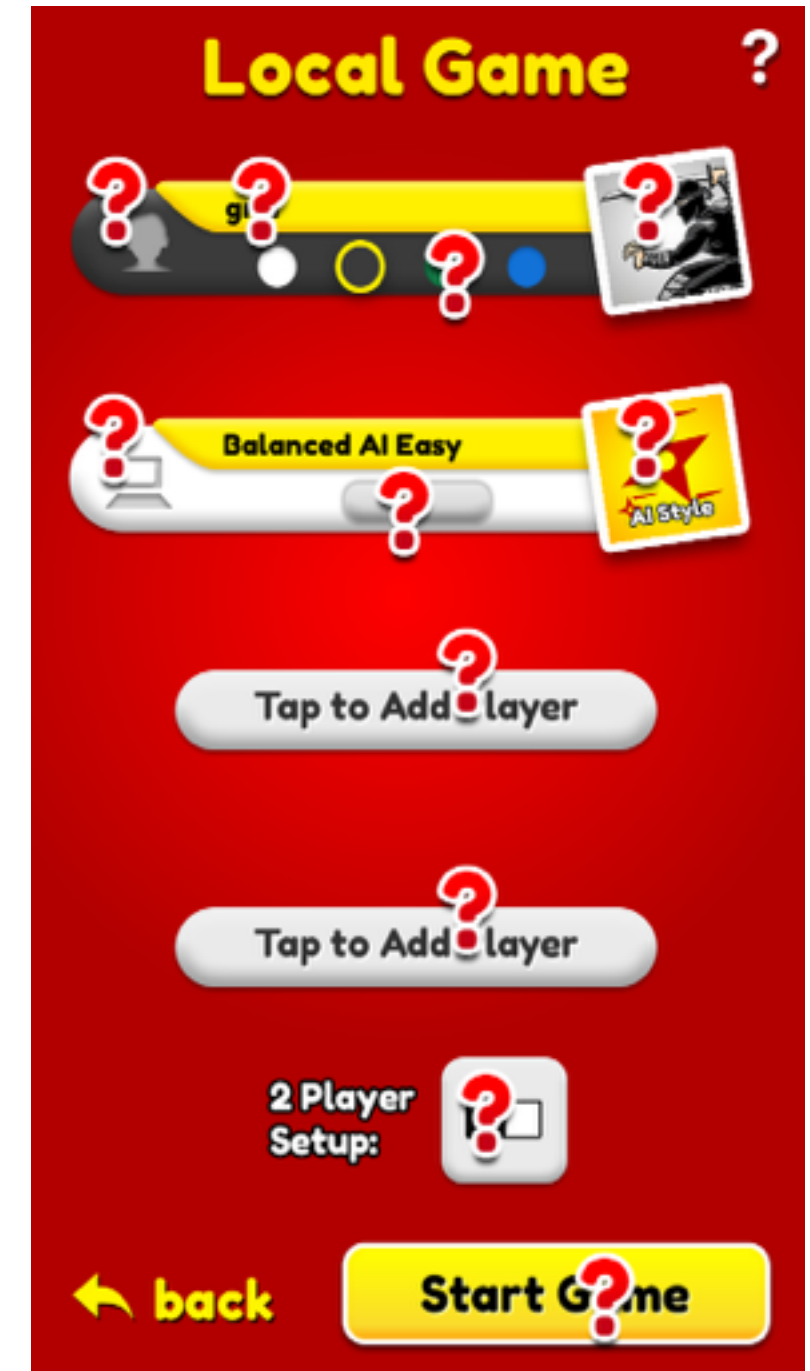 Local Game
?
?
?
?
?
?
?
Balanced AI Easy
?
AI Style
?
Tap to Add layer
?
Tap to Add layer
2 Player
Setup:
?
back
Start G?me